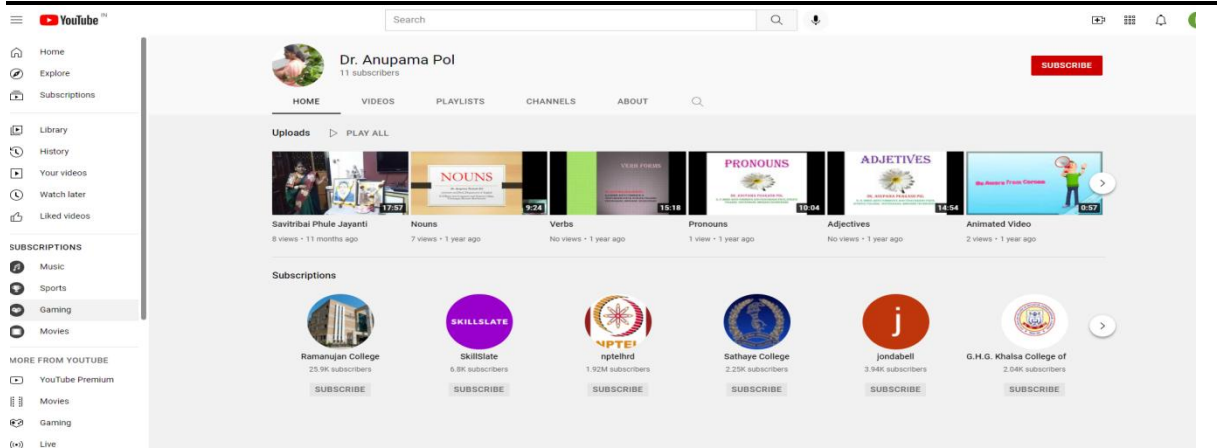 YouTube IN
Search
Home
Explore
Subscriptions
Library
History
Your videos
Watch later
Liked videos
SUBSCRIPTIONS
Music
Sports
Gaming
Movies
MORE FROM YOUTUBE
YouTube Premium
Movies
Gaming
Live
Dr. Anupama Pol
11 subscribers
SUBSCRIBE
HOME VIDEOS PLAYLISTS CHANNELS ABOUT
Uploads PLAY ALL
17:57
NOUNS
9:24
VERB FORMS
15:18
PRONOUNS
10:04
ADJETIVES
14:54
Be Aware From Corona
0:57
Savitribai Phule Jayanti Nouns Verbs Pronouns Adjectives Animated Video
8 views • 11 months ago 7 views • 1 year ago No views • 1 year ago 1 view • 1 year ago No views • 1 year ago 2 views • 1 year ago
Subscriptions
SKILLSLATE
NPTEL
j
Ramanujan College SkillSlate nptelhrd Sathaye College jondabell G.H.G. Khalsa College of
25.9K subscribers 6.8K subscribers 1.92M subscribers 2.25K subscribers 3.94K subscribers 2.04K subscribers
SUBSCRIBE SUBSCRIBE SUBSCRIBE SUBSCRIBE SUBSCRIBE SUBSCRIBE